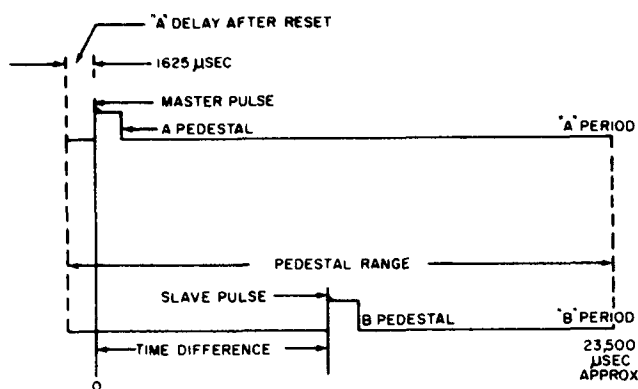 "A" DELAY AFTER RESET
1625 μSEC
MASTER PULSE
A PEDESTAL
"A" PERIOD
PEDESTAL RANGE
SLAVE PULSE
B PEDESTAL
"B" PERIOD
TIME DIFFERENCE
23,500
μSEC
APPROX
0